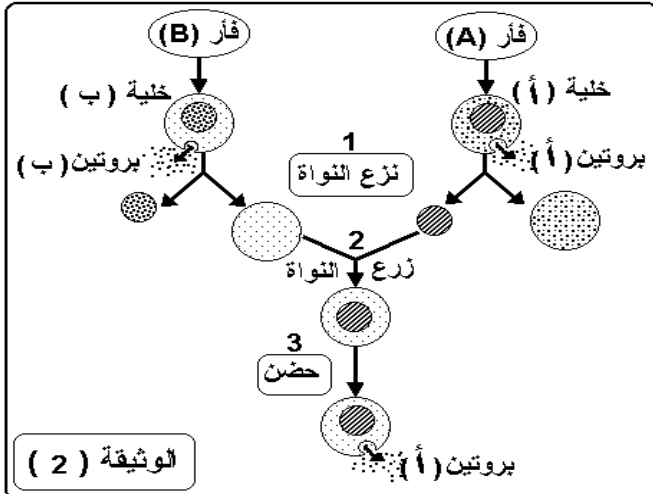 فأر (A)
فأر (B)
خلية (أ)
خلية (ب)
1
نزع النواة
بروتين (أ)
بروتين (ب)
2
زرع النواة
3
حضن
بروتين (أ)
الوثيقة (2)